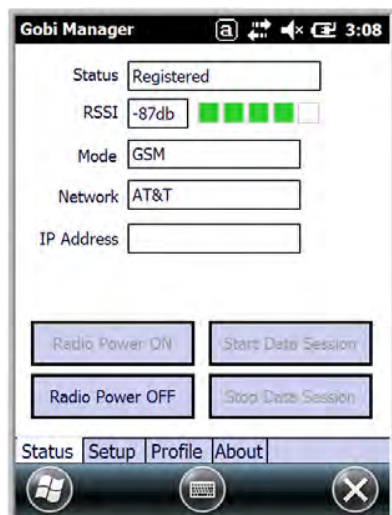 Gobi Manager a 3:08
Status Registered
RSSI -87db
Mode GSM
Network AT&T
IP Address
Radio Power ON Start Data Session
Radio Power OFF Stop Data Session
Status Setup Profile About